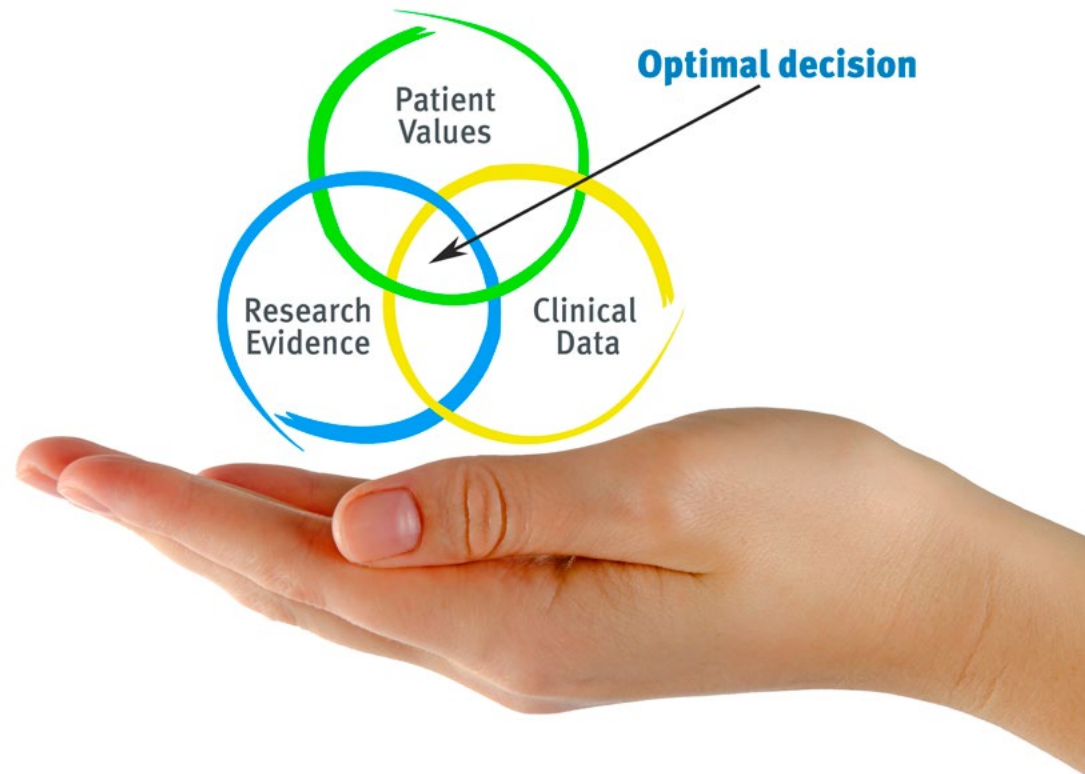 Optimal decision
Patient
Values
Research
Evidence
Clinical
Data